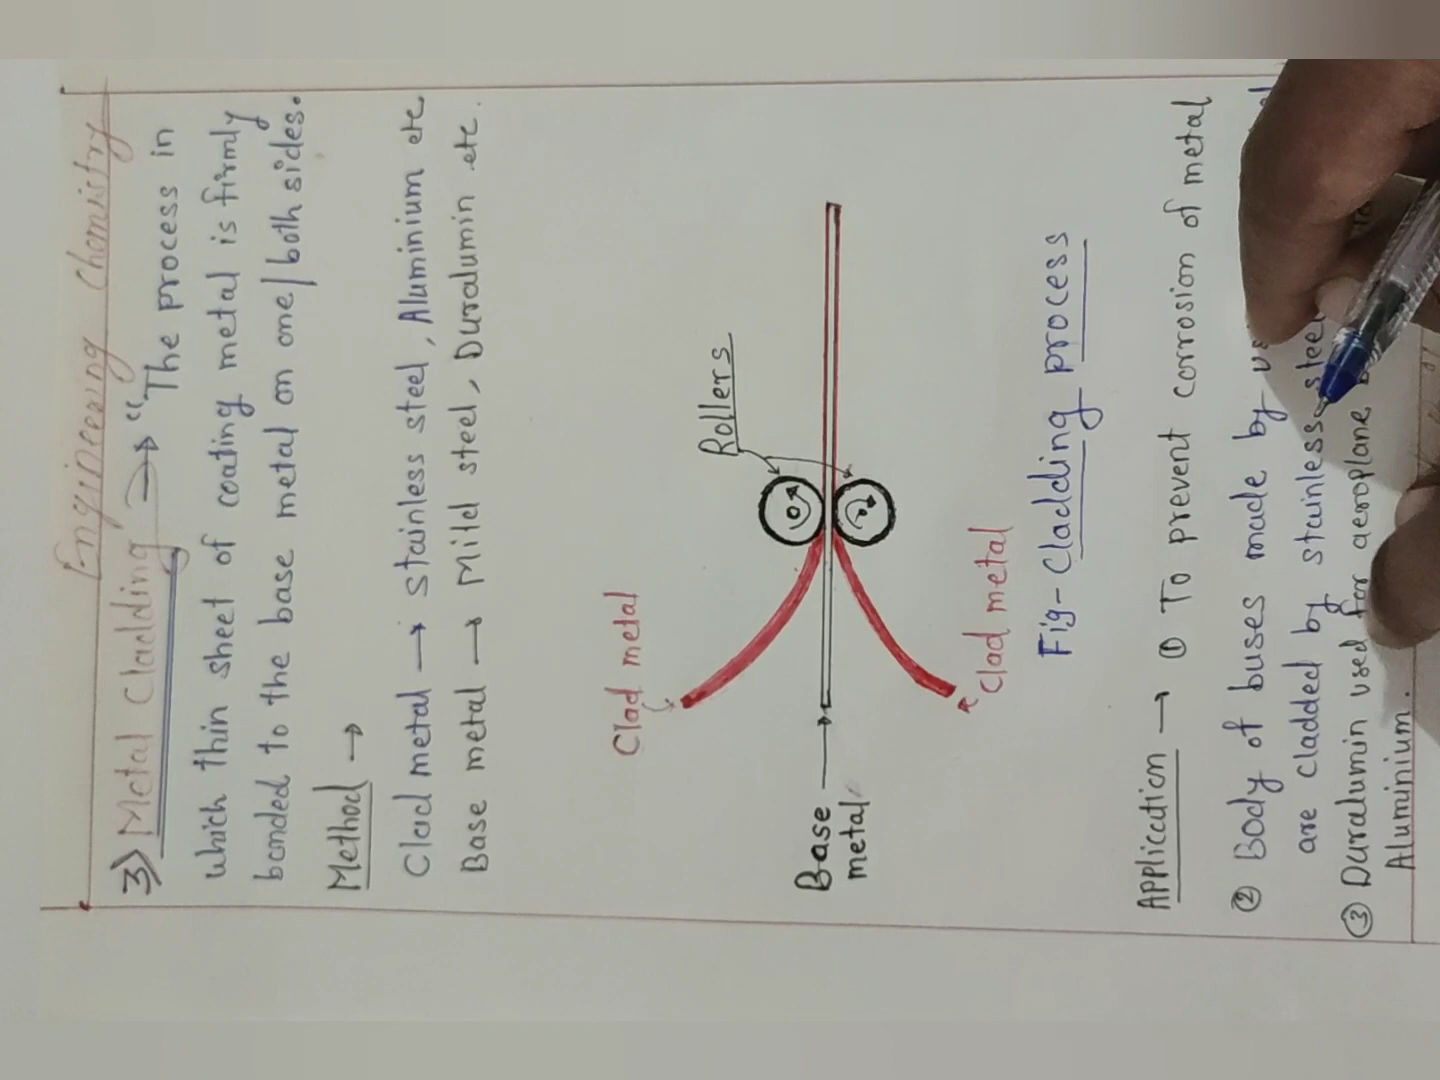 Engineering Chemistry
3) Metal Cladding → "The process in
which thin sheet of coating metal is firmly
bonded to the base metal on one/both sides.
Method →
Clad metal → stainless steel, Aluminium etc.
Base metal → Mild steel, Duralumin etc.
Clad metal
Rollers
Base
metal
Clad metal
Fig- Cladding process
Application → ① To prevent corrosion of metal
② Body of buses made by
are cladded by stainless steel
③ Duralumin used for aeroplane
Aluminium.